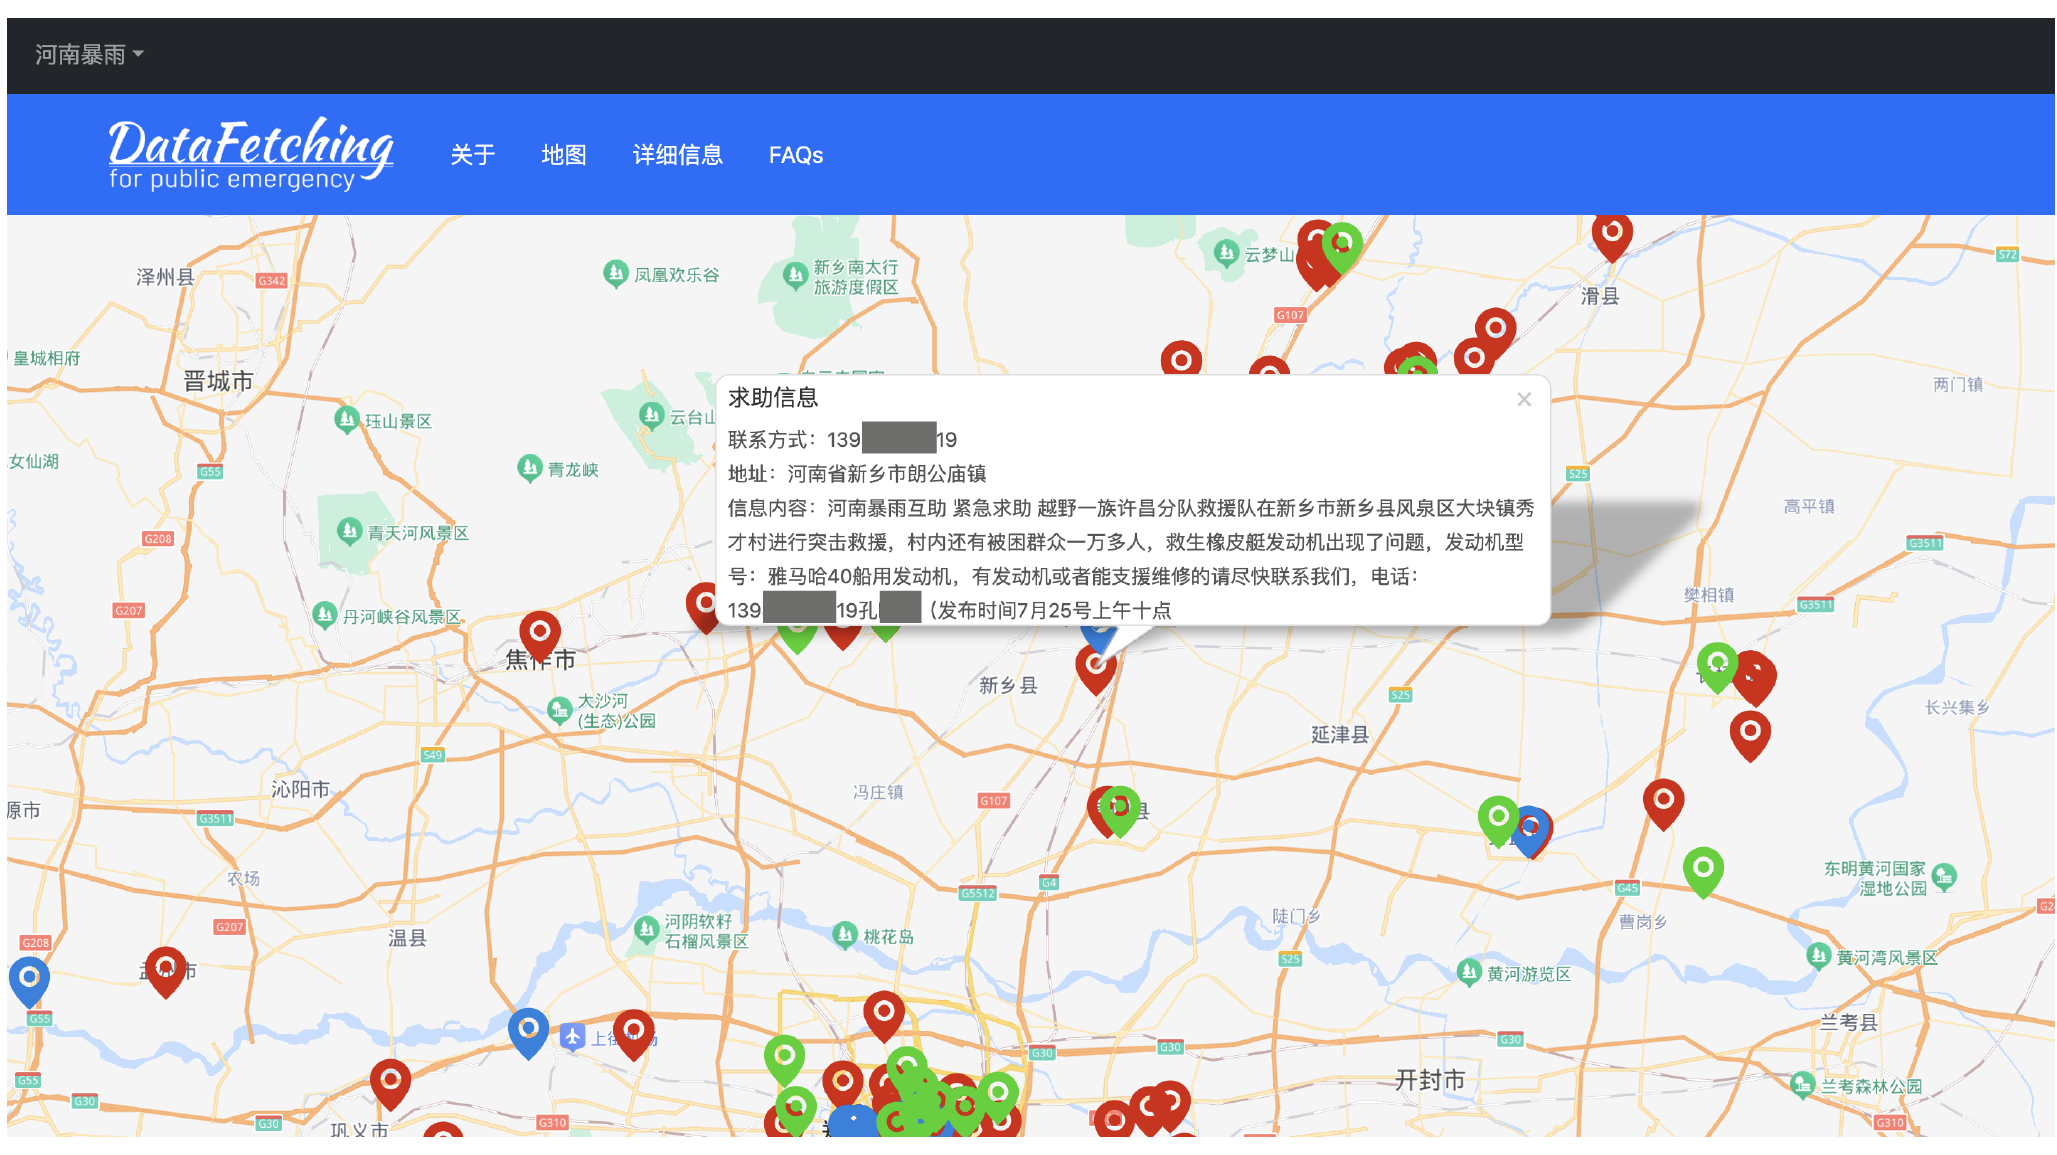 河南暴雨
DataFetching
for public emergency
关于
地图
详细信息
FAQs
泽州县
G342
凤凰欢乐谷
新乡南太行
旅游度假区
云梦山
S72
滑县
G107
皇城相府
晋城市
两门镇
珏山景区
云台山
女仙湖
G55
青龙峡
S25
求助信息
×
联系方式：139 19
地址：河南省新乡市朗公庙镇
信息内容：河南暴雨互助 紧急求助 越野一族许昌分队救援队在新乡市新乡县凤泉区大块镇秀
才村进行突击救援，村内还有被困群众一万多人，救生橡皮艇发动机出现了问题，发动机型
号：雅马哈40船用发动机，有发动机或者能支援维修的请尽快联系我们，电话：
139 19孔 （发布时间7月25号上午十点
高平镇
青天河风景区
G208
G3511
樊相镇
G3511
G207
丹河峡谷风景区
焦作市
新乡县
大沙河
(生态)公园
S25
长兴集乡
延津县
S49
沁阳市
冯庄镇
G107
原市
G3511
县
农场
东明黄河国家
湿地公园
G5512
G4
G45
曹岗乡
陡门乡
G207
G208
温县
河阴软籽
石榴风景区
桃花岛
S25
黄河游览区
黄河湾风景区
市
G55
兰考县
G30
G30
G30
G55
G30
开封市
兰考森林公园
G30
G310
巩义市
G310